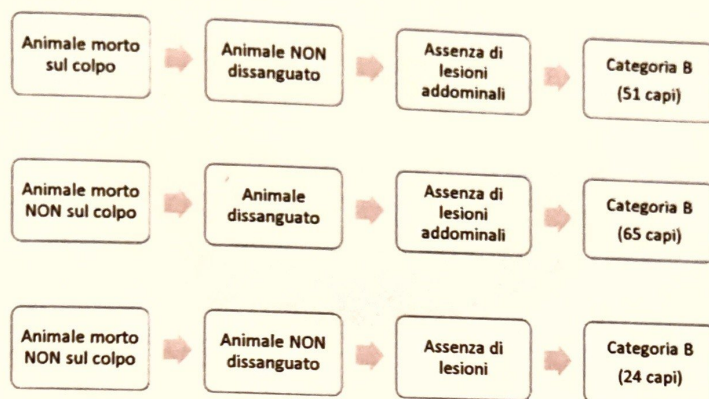 Animale morto
sul colpo
Animale NON
dissanguato
Assenza di
lesioni
addominali
Categoria B
(51 capi)
Animale morto
NON sul colpo
Animale
dissanguato
Assenza di
lesioni
addominali
Categoria B
(65 capi)
Animale morto
NON sul colpo
Animale NON
dissanguato
Assenza di
lesioni
Categoria B
(24 capi)